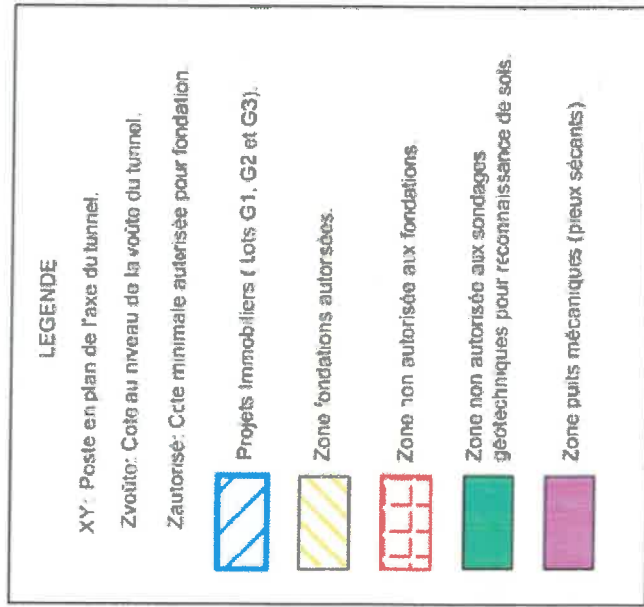 LEGENDE
XY: Poste en plan de l'axe du tunnel.
Zvoûte: Cote au niveau de la voûte du tunnel.
Zautorisé: Cote minimale autorisée pour fondation.
Projets Immobiliers ( Lots G1, G2 et G3).
Zone fondations autorsées.
Zone non autorisée aux fondations.
Zone non autorisée aux sondages
géotechniques pour reconnaissance de sols.
Zone puits mécaniques (pieux sécants).